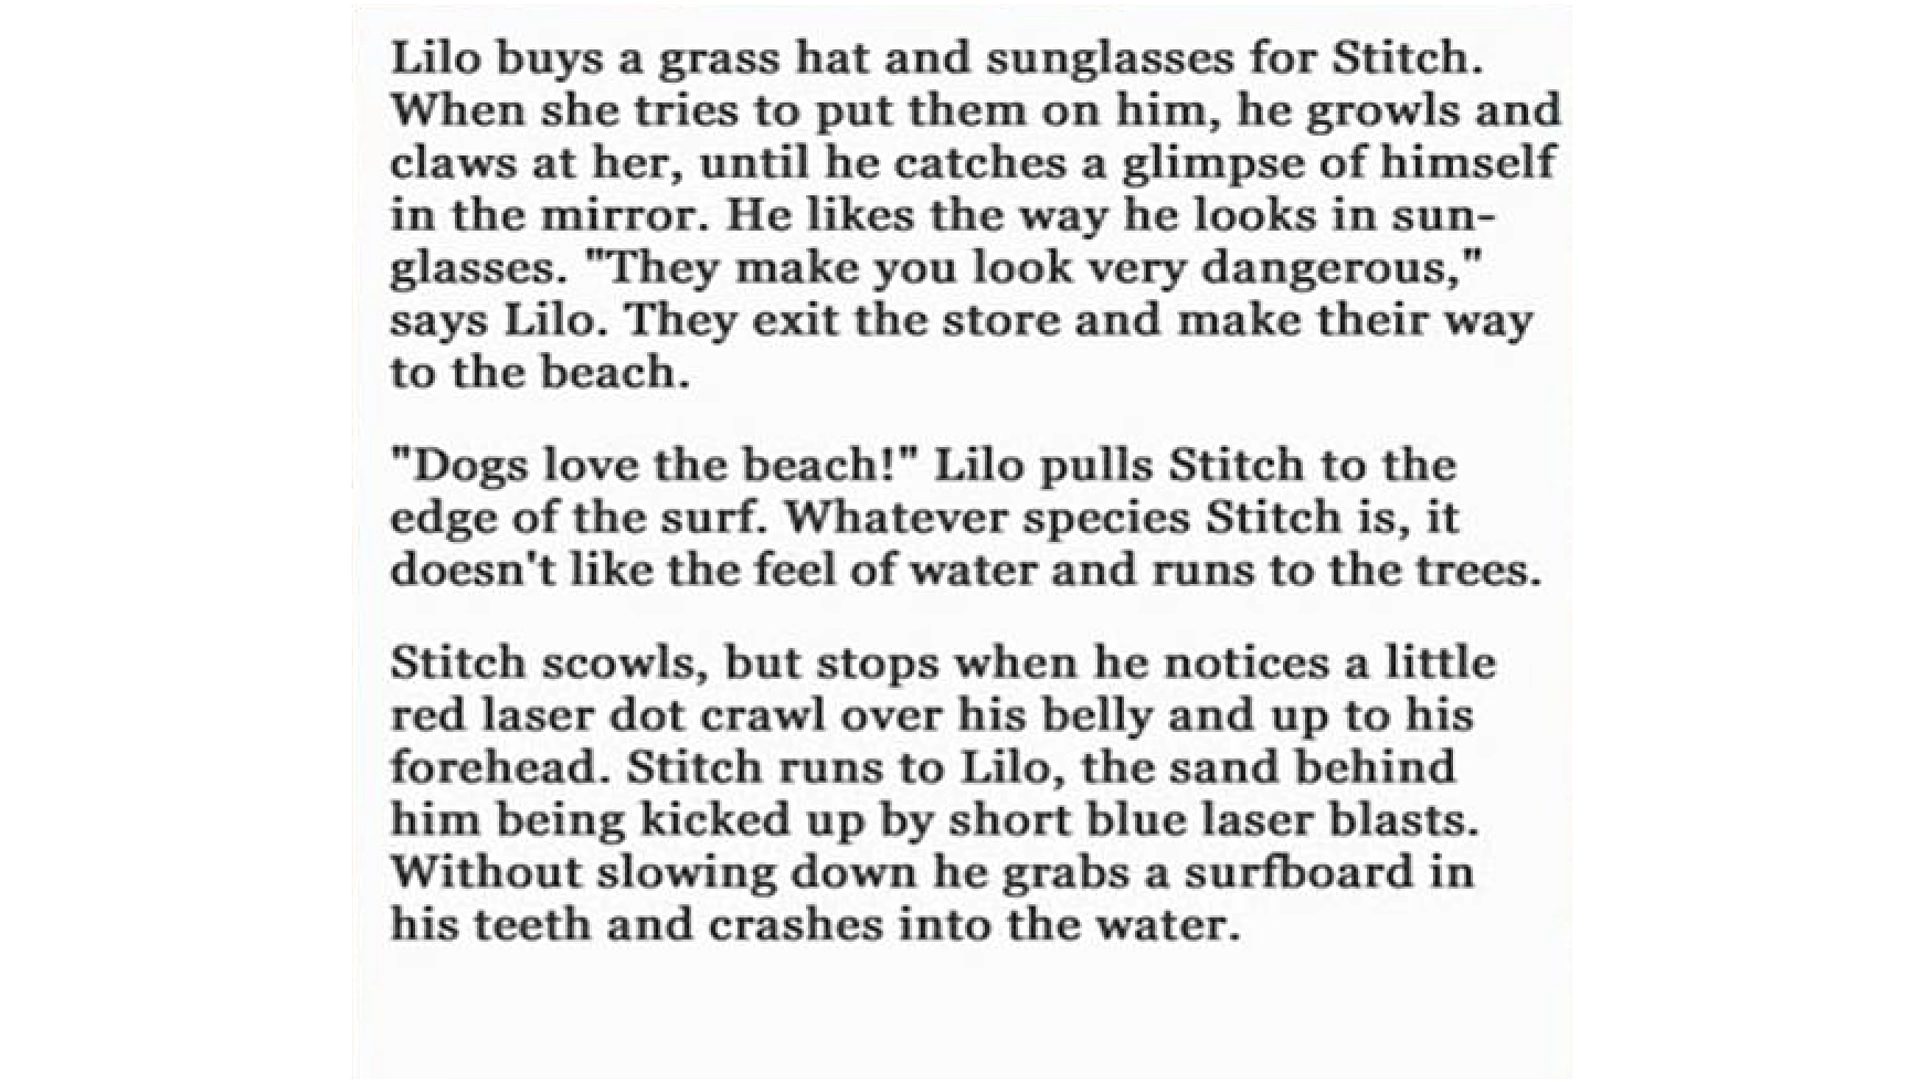 Lilo buys a grass hat and sunglasses for Stitch.
When she tries to put them on him, he growls and
claws at her, until he catches a glimpse of himself
in the mirror. He likes the way he looks in sun-
glasses. "They make you look very dangerous,"
says Lilo. They exit the store and make their way
to the beach.
"Dogs love the beach!" Lilo pulls Stitch to the
edge of the surf. Whatever species Stitch is, it
doesn't like the feel of water and runs to the trees.
Stitch scowls, but stops when he notices a little
red laser dot crawl over his belly and up to his
forehead. Stitch runs to Lilo, the sand behind
him being kicked up by short blue laser blasts.
Without slowing down he grabs a surfboard in
his teeth and crashes into the water.